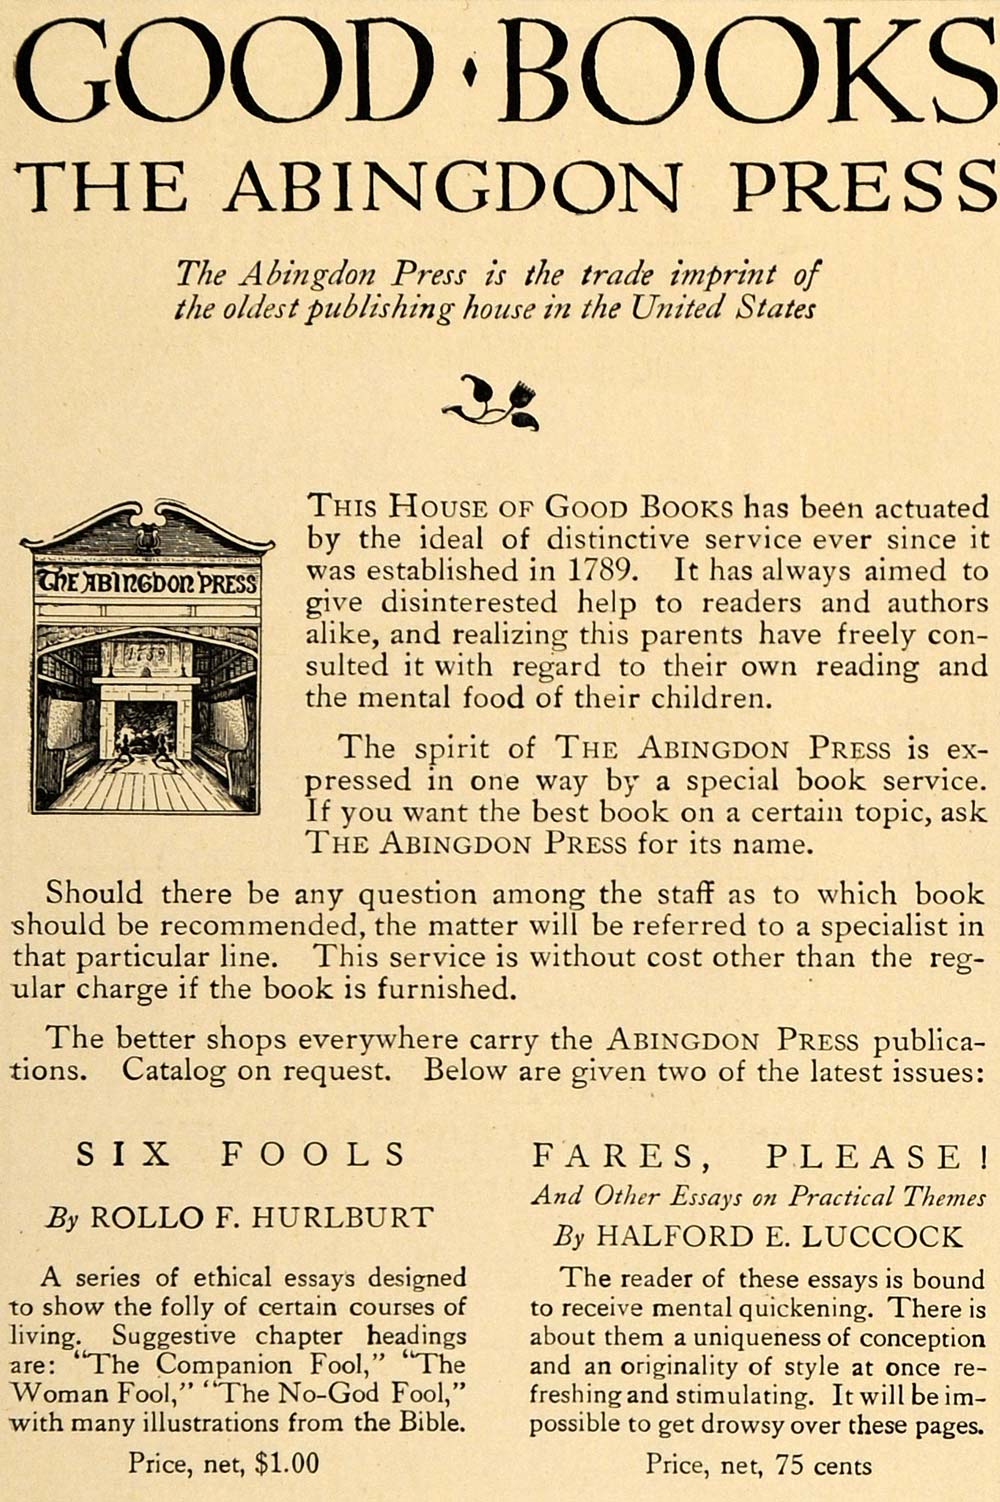 GOOD · BOOKS
THE ABINGDON PRESS
The Abingdon Press is the trade imprint of
the oldest publishing house in the United States
THE ABINGDON PRESS
1789
THIS HOUSE OF GOOD BOOKS has been actuated
by the ideal of distinctive service ever since it
was established in 1789. It has always aimed to
give disinterested help to readers and authors
alike, and realizing this parents have freely con-
sulted it with regard to their own reading and
the mental food of their children.
The spirit of THE ABINGDON PRESS is ex-
pressed in one way by a special book service.
If you want the best book on a certain topic, ask
THE ABINGDON PRESS for its name.
Should there be any question among the staff as to which book
should be recommended, the matter will be referred to a specialist in
that particular line. This service is without cost other than the reg-
ular charge if the book is furnished.
The better shops everywhere carry the ABINGDON PRESS publica-
tions. Catalog on request. Below are given two of the latest issues:
SIX FOOLS
By ROLLO F. HURLBURT
A series of ethical essays designed
to show the folly of certain courses of
living. Suggestive chapter headings
are: "The Companion Fool," "The
Woman Fool," "The No-God Fool,"
with many illustrations from the Bible.
Price, net, $1.00
FARES, PLEASE!
And Other Essays on Practical Themes
By HALFORD E. LUCCOCK
The reader of these essays is bound
to receive mental quickening. There is
about them a uniqueness of conception
and an originality of style at once re-
freshing and stimulating. It will be im-
possible to get drowsy over these pages.
Price, net, 75 cents